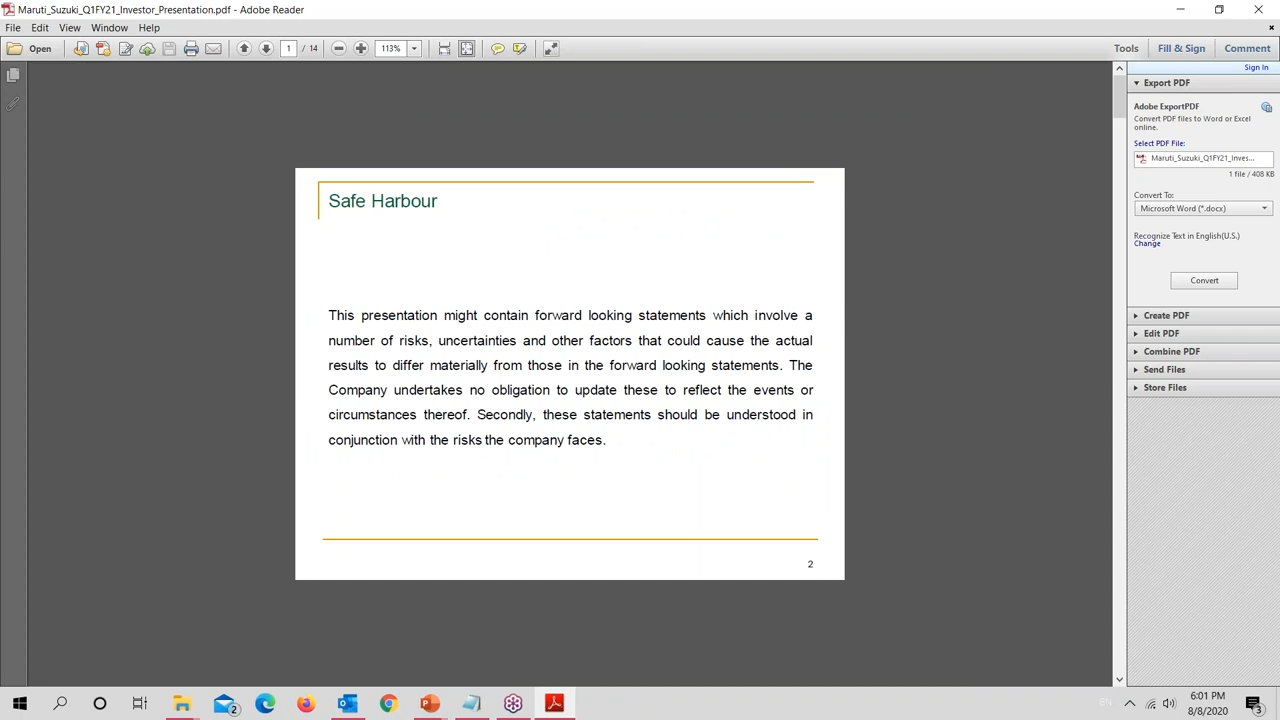 Maruti_Suzuki_Q1FY21_Investor_Presentation.pdf - Adobe Reader
File Edit View Window Help
Open 1 / 14 113% Tools Fill & Sign Comment
Sign In
Export PDF
Adobe ExportPDF
Convert PDF files to Word or Excel
online.
Select PDF File:
Maruti_Suzuki_Q1FY21_Inves...
1 file / 408 KB
Convert To:
Microsoft Word (*.docx)
Recognize Text in English(U.S.)
Change
Convert
Create PDF
Edit PDF
Combine PDF
Send Files
Store Files
Safe Harbour
This presentation might contain forward looking statements which involve a
number of risks, uncertainties and other factors that could cause the actual
results to differ materially from those in the forward looking statements. The
Company undertakes no obligation to update these to reflect the events or
circumstances thereof. Secondly, these statements should be understood in
conjunction with the risks the company faces.
2
2
EN
6:01 PM
8/8/2020
3